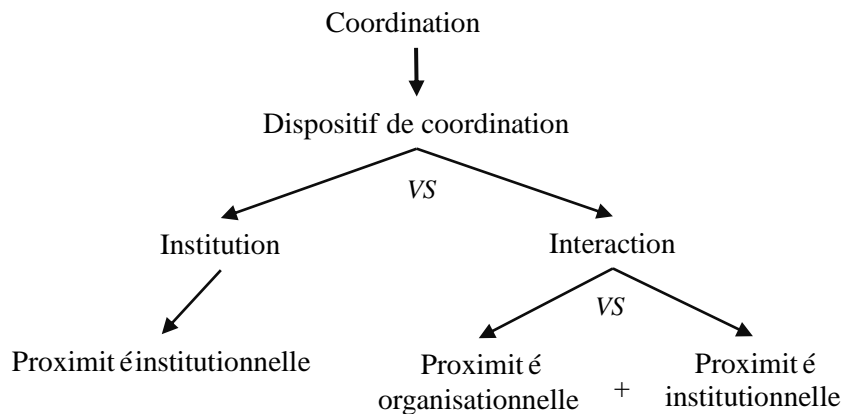 Coordination
Dispositif de coordination
VS
Institution
Interaction
VS
Proximité institutionnelle
Proximité organisationnelle
+
Proximité institutionnelle